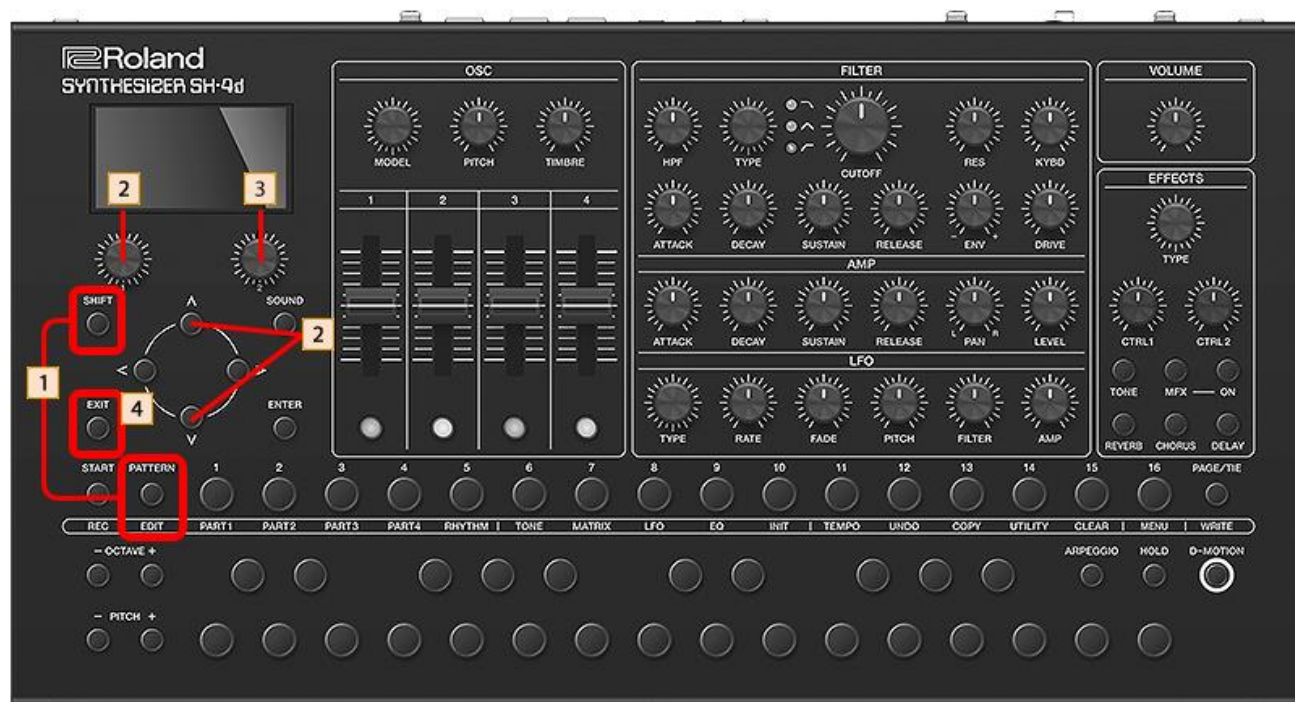 Roland
SYNTHESIZER SH-4d
OSC
FILTER
VOLUME
MODEL PITCH TIMBRE
HPF TYPE CUTOFF RES KYBD
2 3
1 2 3 4
EFFECTS
ATTACK DECAY SUSTAIN RELEASE - ENV + DRIVE
TYPE
AMP
1 2
SHIFT SOUND
2
ATTACK DECAY SUSTAIN RELEASE L PAN R LEVEL
CTRL1 CTRL2
LFO
1
< >
EXIT 4 ENTER
TYPE RATE FADE PITCH FILTER AMP
TONE MFX ON
REVERB CHORUS DELAY
START PATTERN 1 2 3 4 5 6 7 8 9 10 11 12 13 14 15 16 PAGE/TIE
REC EDIT PART1 PART2 PART3 PART4 RHYTHM | TONE MATRIX LFO EQ INIT | TEMPO UNDO COPY UTILITY CLEAR | MENU | WRITE
- OCTAVE + ARPEGGIO HOLD D-MOTION
- PITCH +